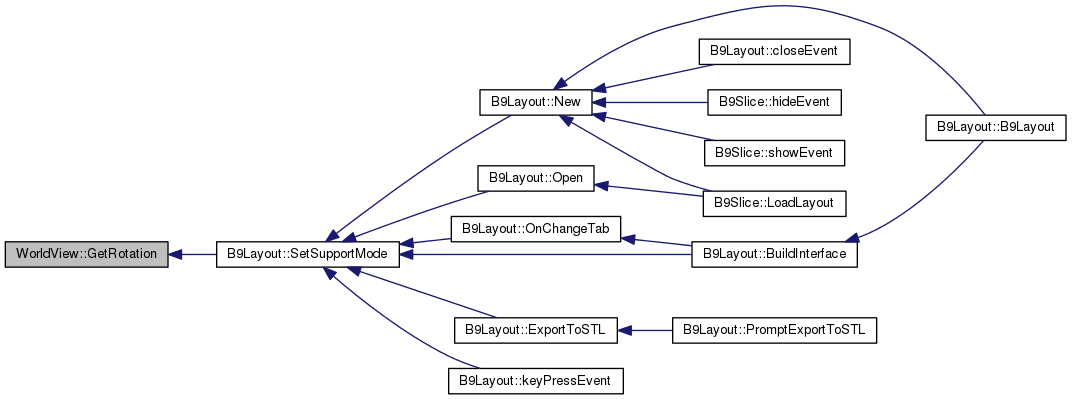 B9Layout::closeEvent
B9Layout::New
B9Slice::hideEvent
B9Layout::B9Layout
B9Slice::showEvent
B9Layout::Open
B9Slice::LoadLayout
B9Layout::OnChangeTab
WorldView::GetRotation
B9Layout::SetSupportMode
B9Layout::BuildInterface
B9Layout::ExportToSTL
B9Layout::PromptExportToSTL
B9Layout::keyPressEvent